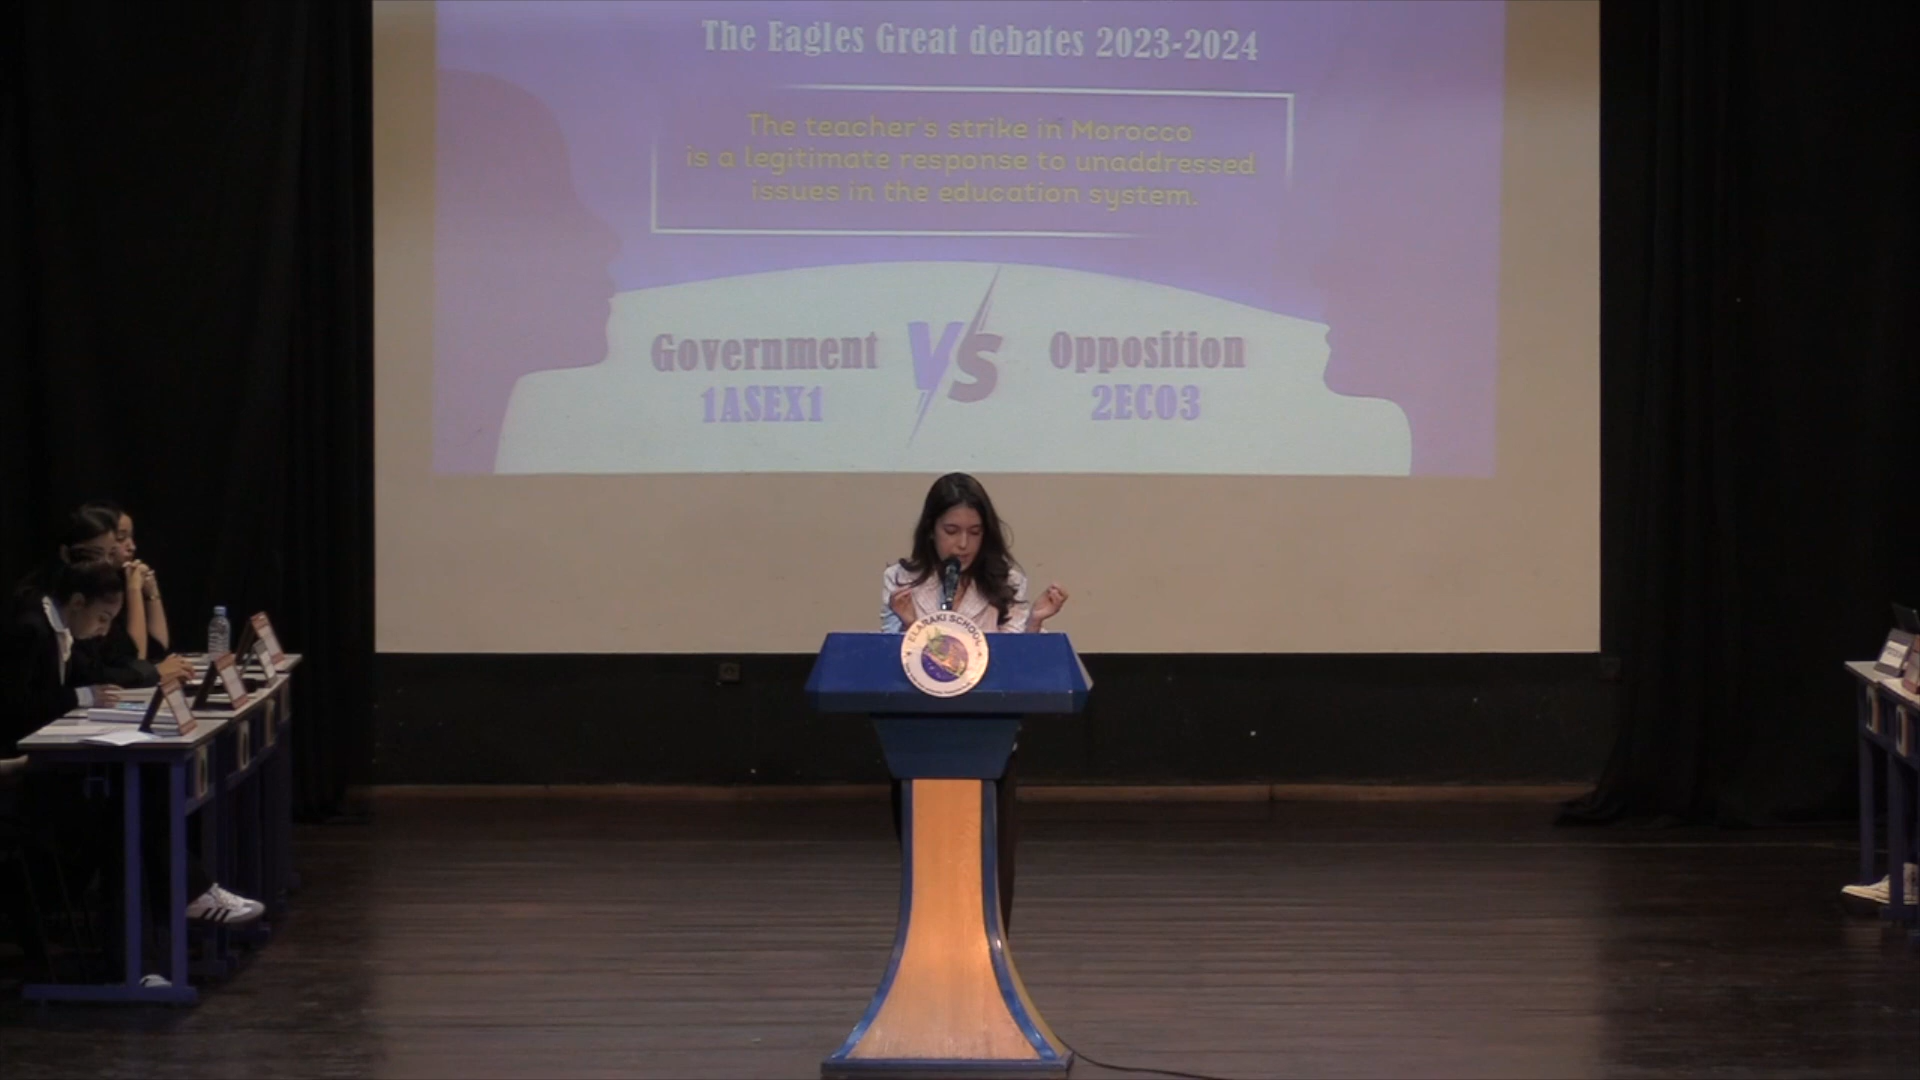 The Eagles Great debates 2023-2024
The teacher's strike in Morocco
is a legitimate response to unaddressed
issues in the education system.
Government VS Opposition
1ASEX1 2ECO3
ELARAKI SCHOOL